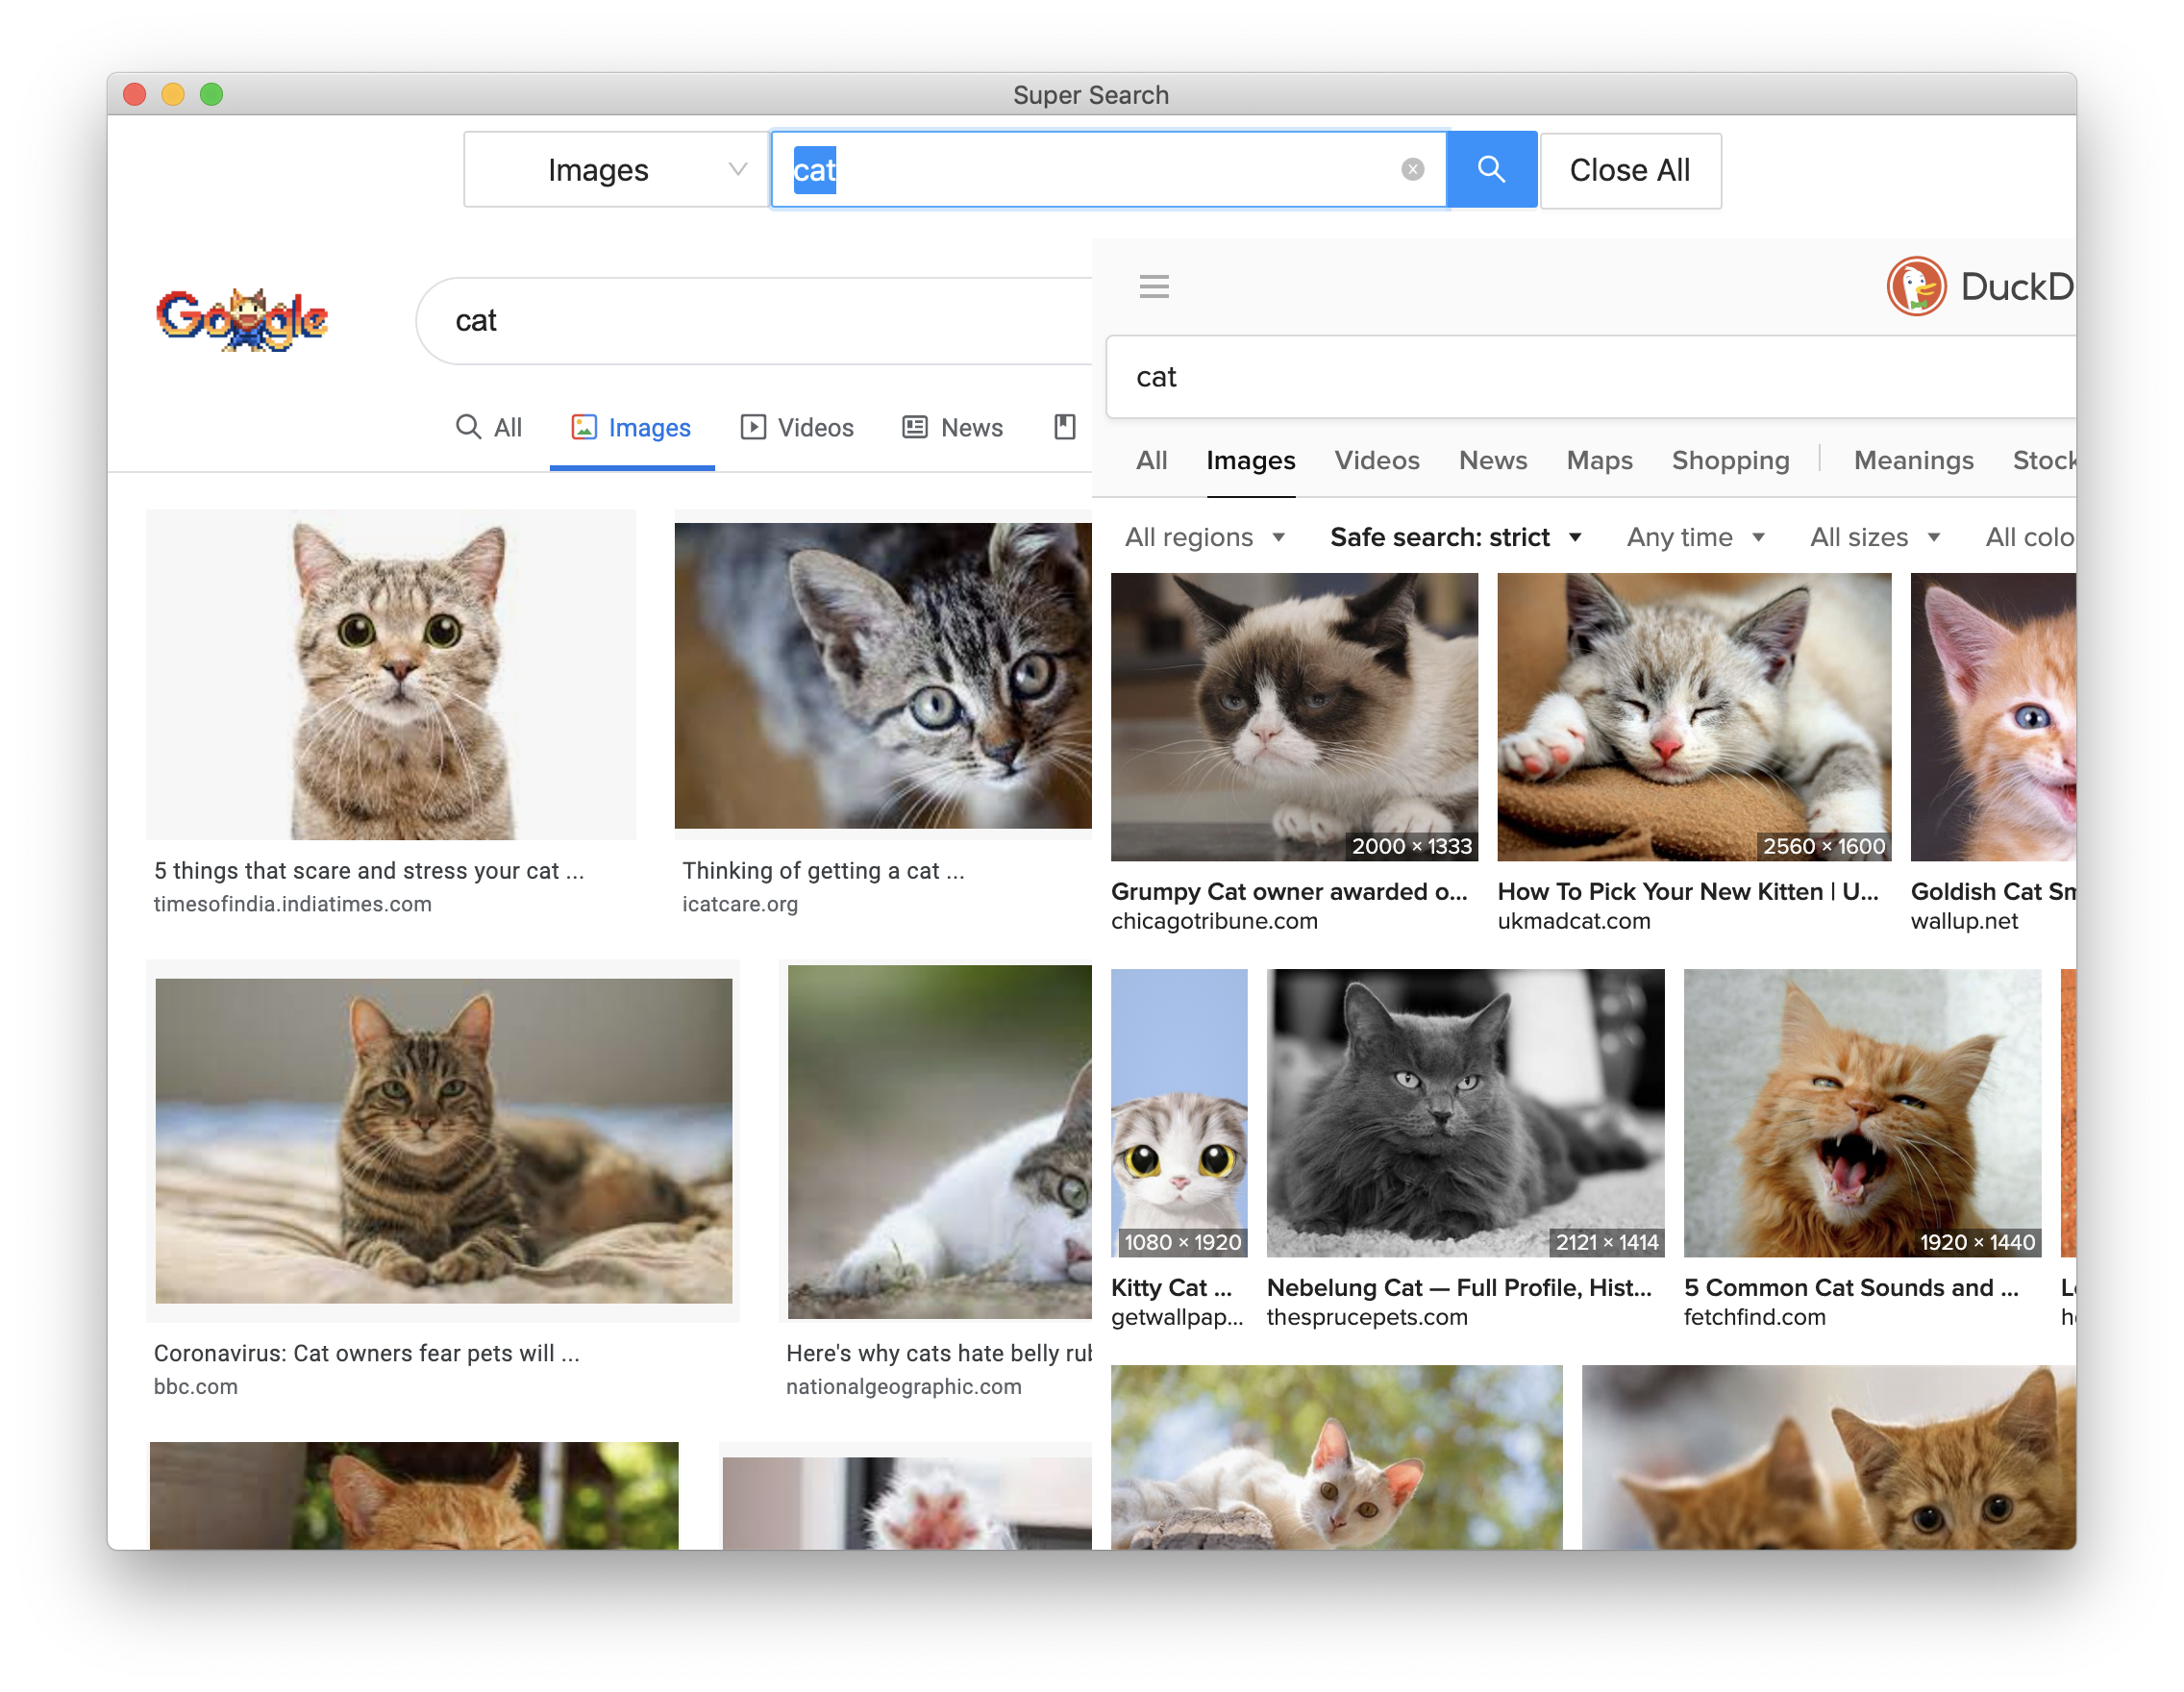 Super Search
Images
cat
Close All
Google
cat
All Images Videos News
5 things that scare and stress your cat ...
timesofindia.indiatimes.com
Thinking of getting a cat ...
icatcare.org
Coronavirus: Cat owners fear pets will ...
bbc.com
Here's why cats hate belly rub
nationalgeographic.com
DuckD
cat
All Images Videos News Maps Shopping Meanings Stock
All regions Safe search: strict Any time All sizes All colo
2000 × 1333
2560 × 1600
Grumpy Cat owner awarded o...
chicagotribune.com
How To Pick Your New Kitten | U...
ukmadcat.com
Goldish Cat Sm
wallup.net
1080 × 1920
2121 × 1414
1920 × 1440
Kitty Cat ...
getwallpap...
Nebelung Cat — Full Profile, Hist...
thesprucepets.com
5 Common Cat Sounds and ...
fetchfind.com